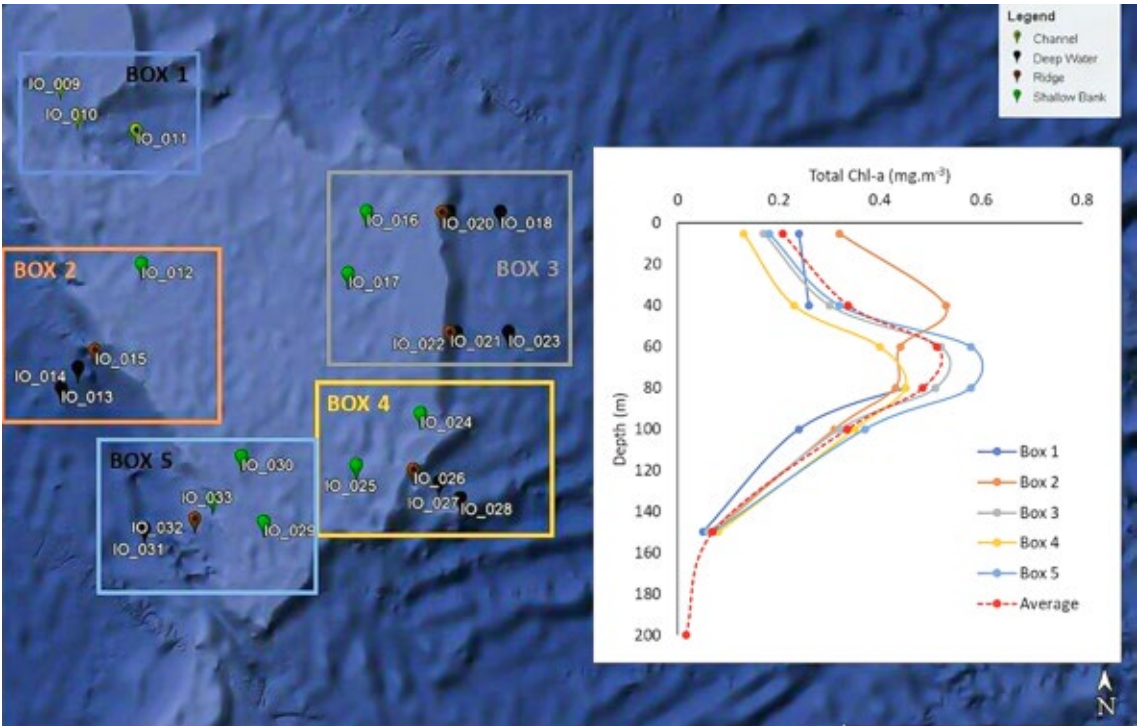 Legend
Channel
Deep Water
Ridge
Shallow Bank
BOX 1
IO_009
IO_010
IO_011
BOX 2
IO_012
IO_015
IO_014
IO_013
BOX 3
IO_016
IO_020
IO_018
IO_017
IO_022
IO_021
IO_023
BOX 4
IO_024
IO_025
IO_026
IO_027
IO_028
BOX 5
IO_030
IO_033
IO_032
IO_029
IO_031
Total Chl-a (mg.m-3)
0 0.2 0.4 0.6 0.8
Depth (m)
0
20
40
60
80
100
120
140
160
180
200
Box 1
Box 2
Box 3
Box 4
Box 5
Average
N